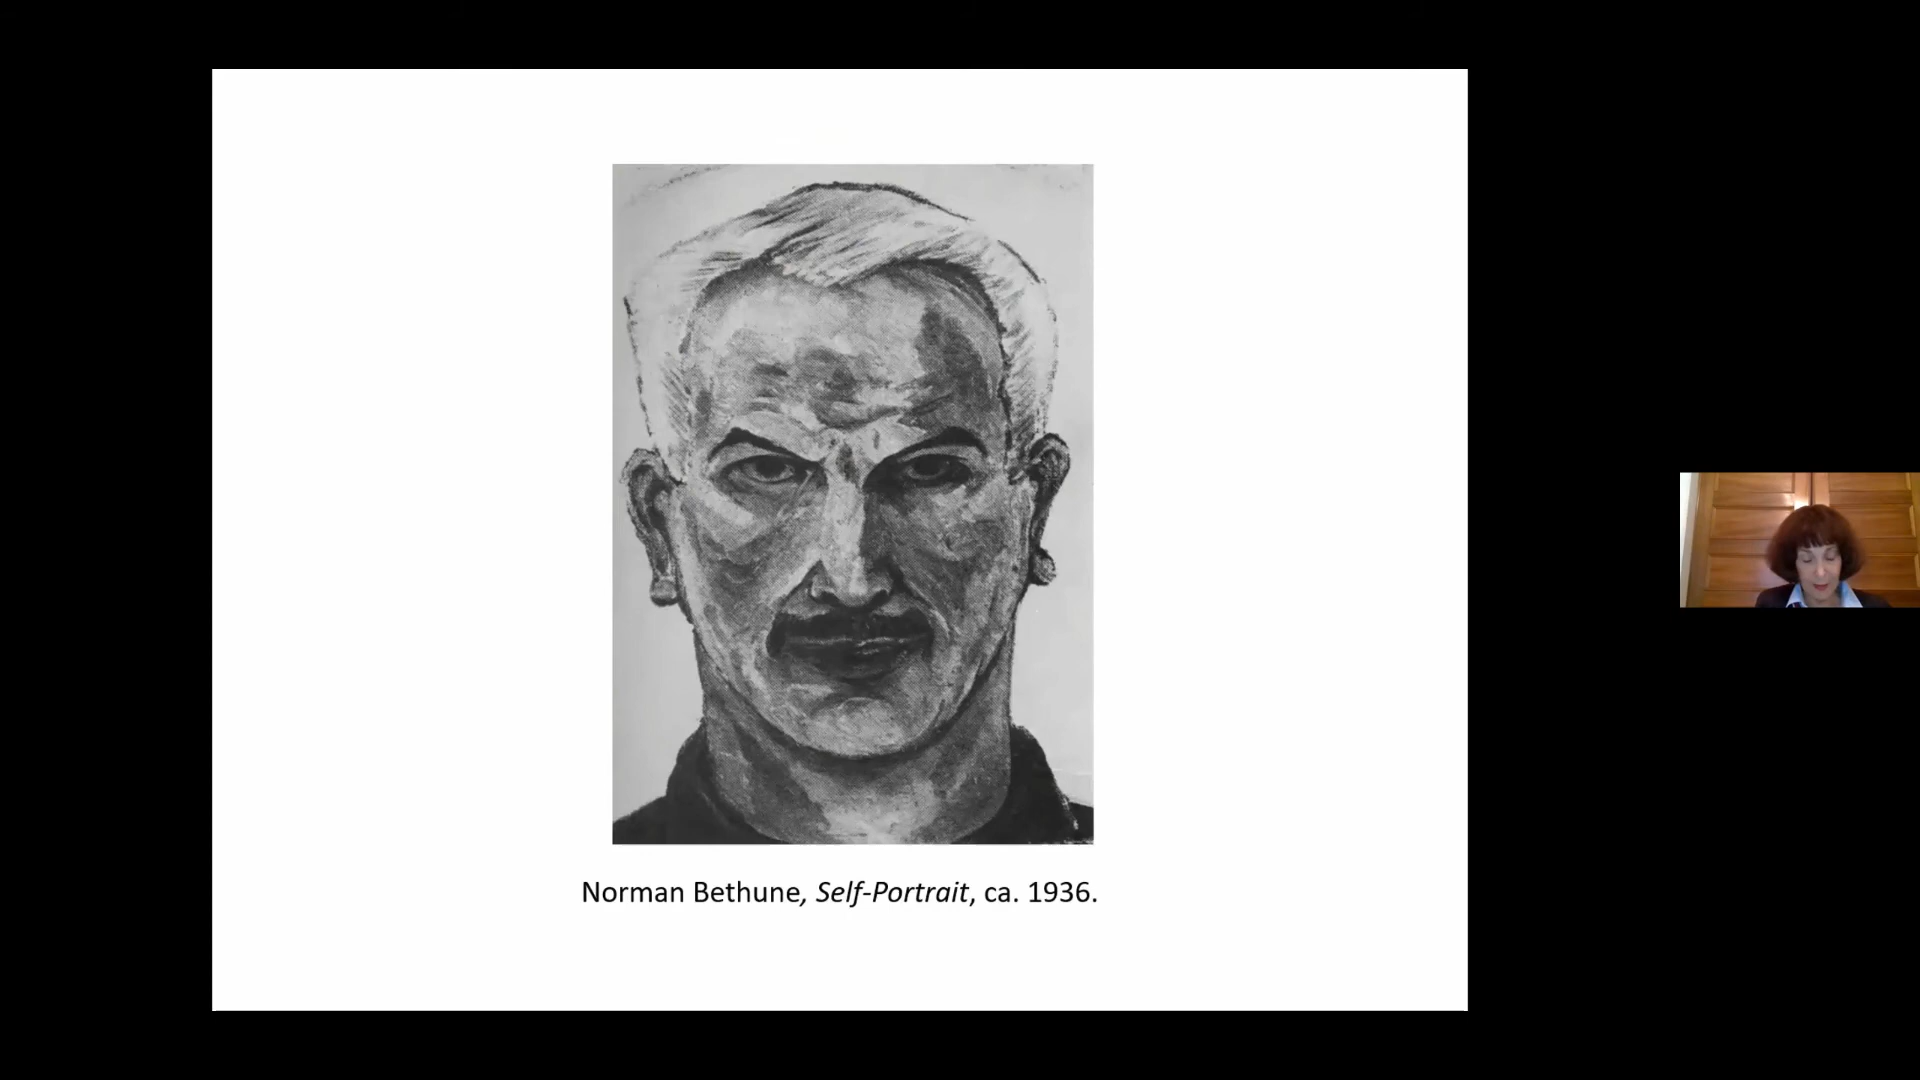 Norman Bethune, Self-Portrait, ca. 1936.